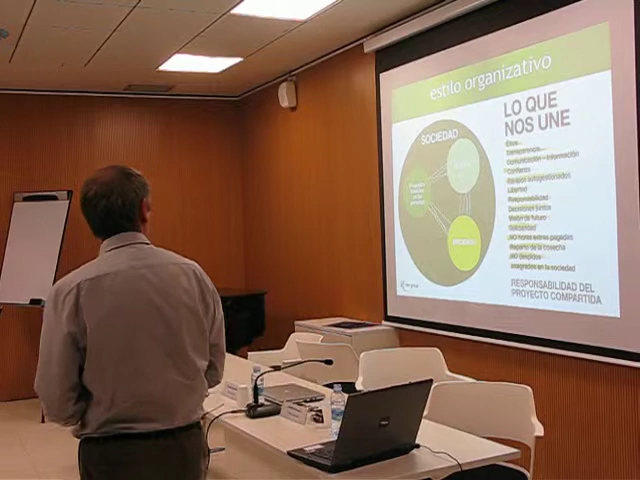 estilo organizativo
LO QUE
NOS UNE
SOCIEDAD
Ética
Transparencia
Comunicación - Información
Confianza
Equipos autogestionados
Libertad
Responsabilidad
Decisiones juntos
Visión de futuro
Solidaridad
NO horas extras pagadas
Reparto de la cosecha
NO despidos
Integrados en la sociedad
RESPONSABILIDAD DEL
PROYECTO COMPARTIDA